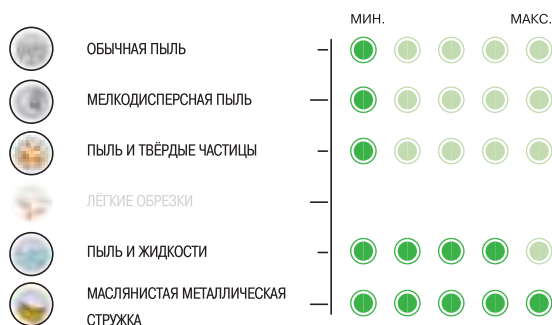 МИН. МАКС.
ОБЫЧНАЯ ПЫЛЬ
МЕЛКОДИСПЕРСНАЯ ПЫЛЬ
ПЫЛЬ И ТВЁРДЫЕ ЧАСТИЦЫ
ЛЁГКИЕ ОБРЕЗКИ
ПЫЛЬ И ЖИДКОСТИ
МАСЛЯНИСТАЯ МЕТАЛЛИЧЕСКАЯ
СТРУЖКА